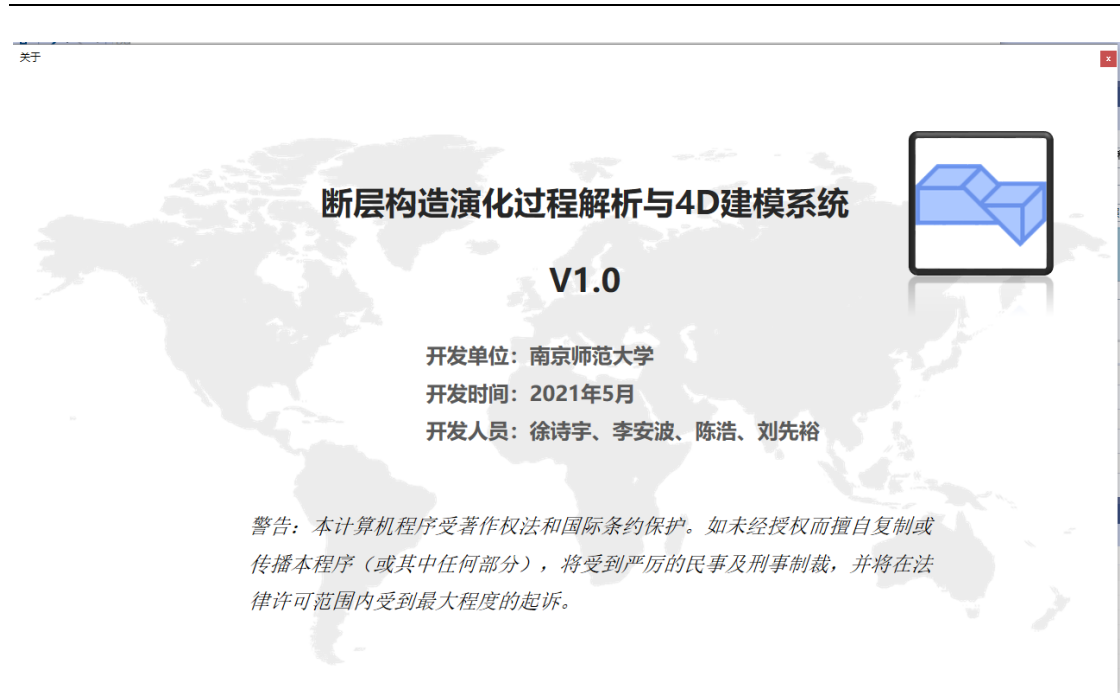 关于
x
断层构造演化过程解析与4D建模系统
V1.0
开发单位：南京师范大学
开发时间：2021年5月
开发人员：徐诗宇、李安波、陈浩、刘先裕
警告：本计算机程序受著作权法和国际条约保护。如未经授权而擅自复制或
传播本程序（或其中任何部分），将受到严厉的民事及刑事制裁，并将在法
律许可范围内受到最大程度的起诉。